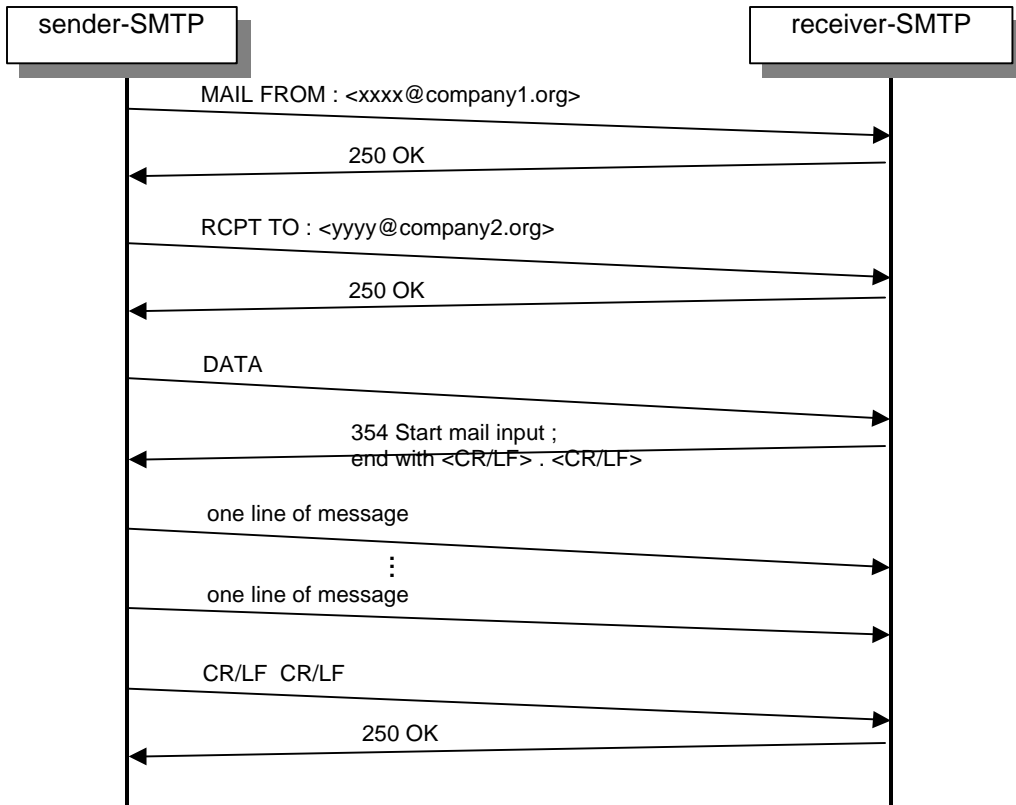 sender-SMTP
receiver-SMTP
MAIL FROM : <xxxx@company1.org>
250 OK
RCPT TO : <yyyy@company2.org>
250 OK
DATA
354 Start mail input ;
end with <CR/LF> . <CR/LF>
one line of message
...
one line of message
CR/LF  CR/LF
250 OK